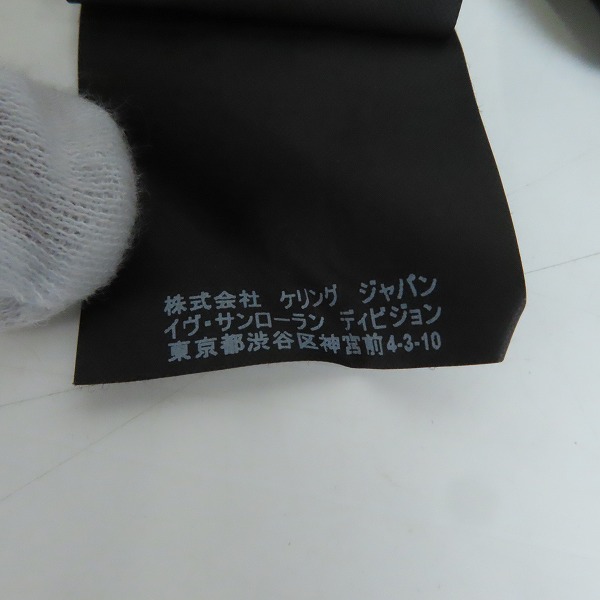 株式会社 ケリング ジャパン
イヴ・サンローラン ディビジョン
東京都渋谷区神宮前4-3-10